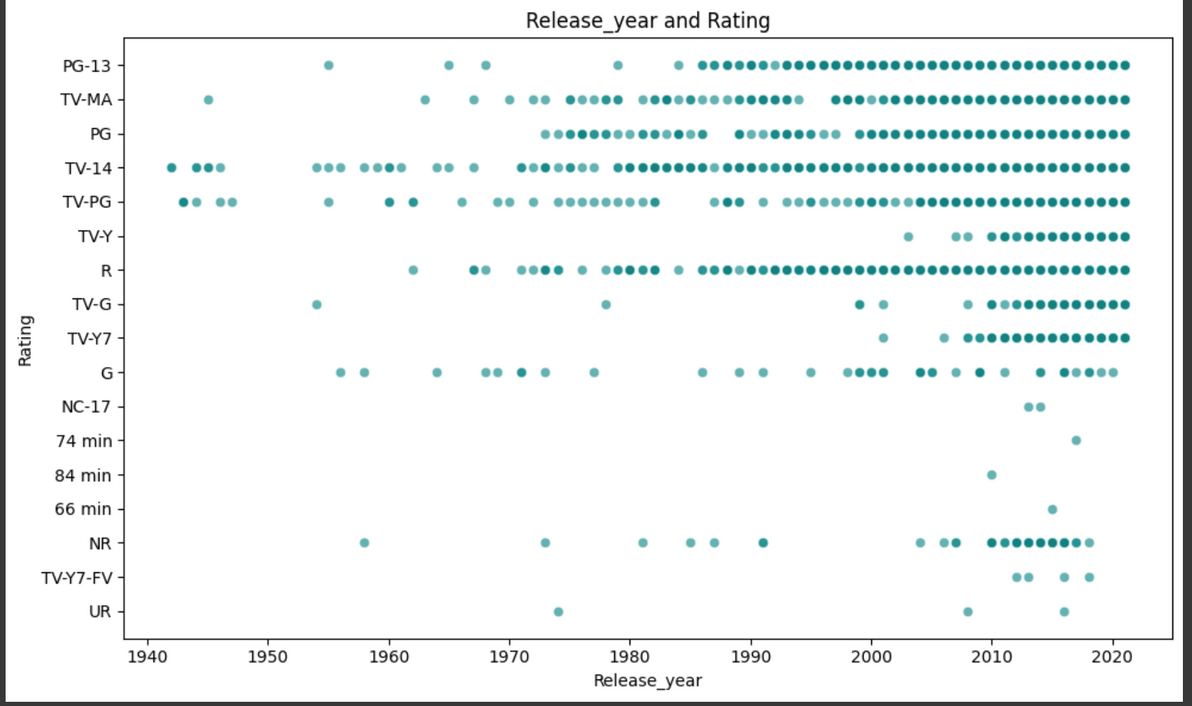 Release_year and Rating
PG-13
TV-MA
PG
TV-14
TV-PG
TV-Y
R
TV-G
TV-Y7
G
NC-17
74 min
84 min
66 min
NR
TV-Y7-FV
UR
Rating
1940 1950 1960 1970 1980 1990 2000 2010 2020
Release_year